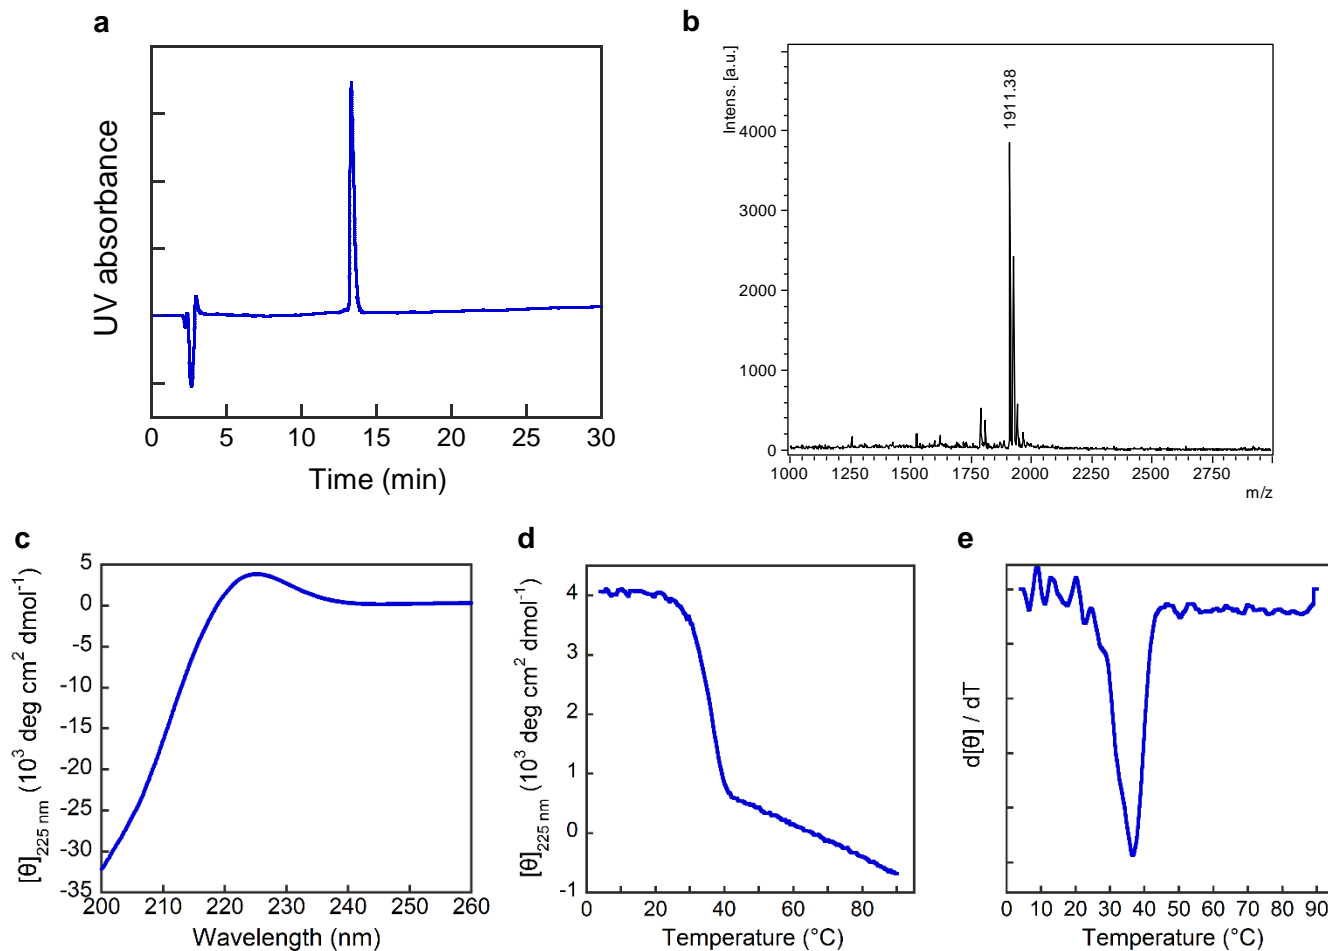 a
UV absorbance
0 5 10 15 20 25 30
Time (min)
b
Intens. [a.u.]
4000
3000
2000
1000
0
1911.38
1000 1250 1500 1750 2000 2250 2500 2750
m/z
c
[θ]225 nm (10³ deg cm² dmol⁻¹)
5
0
-5
-10
-15
-20
-25
-30
-35
200 210 220 230 240 250 260
Wavelength (nm)
d
[θ]225 nm (10³ deg cm² dmol⁻¹)
4
3
2
1
0
-1
0 20 40 60 80
Temperature (°C)
e
d[θ] / dT
0 10 20 30 40 50 60 70 80 90
Temperature (°C)